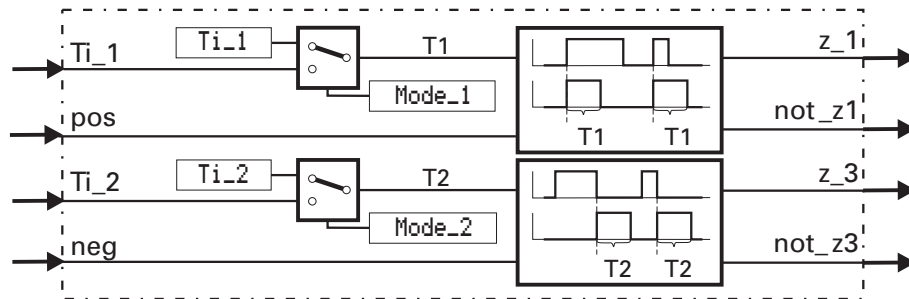 Ti_1
Ti_1
T1
z_1
Mode_1
pos
T1
T1
not_z1
Ti_2
Ti_2
T2
z_3
Mode_2
neg
T2
T2
not_z3